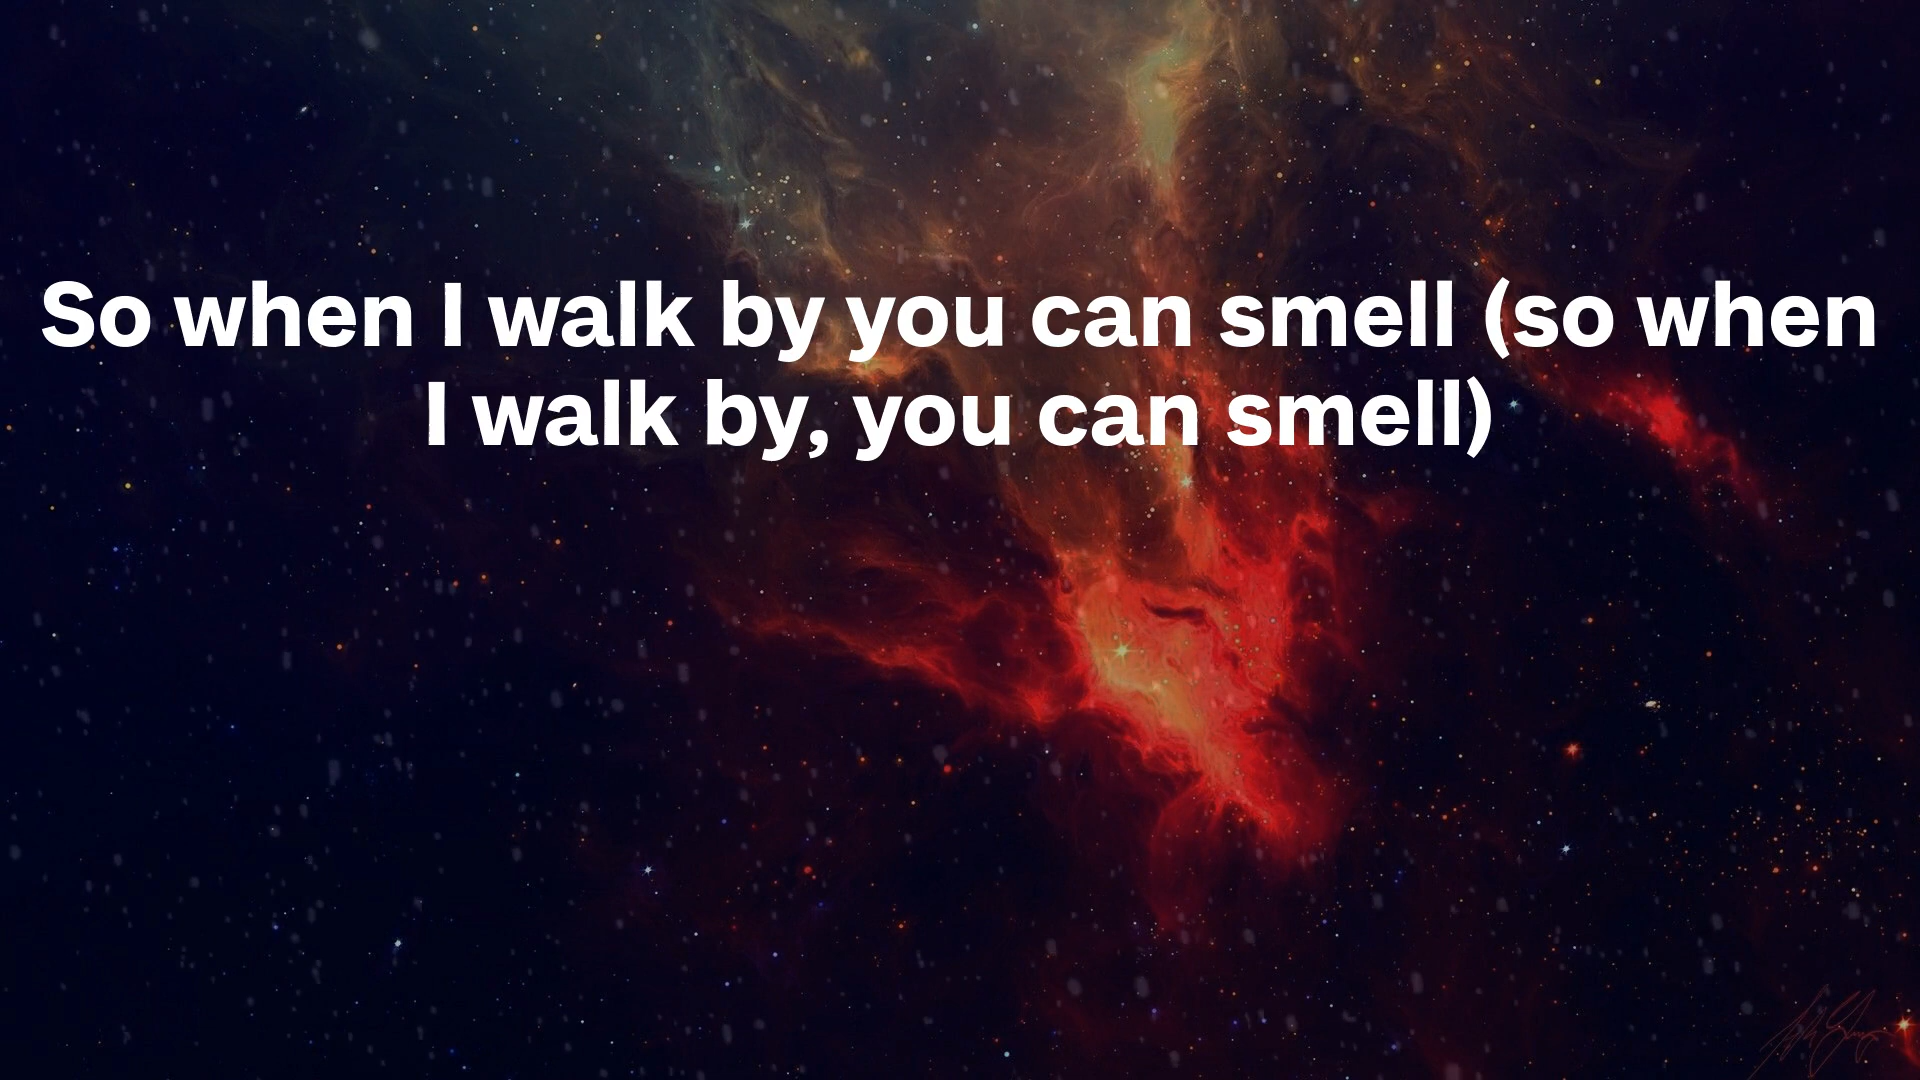 So when I walk by you can smell (so when
I walk by, you can smell)